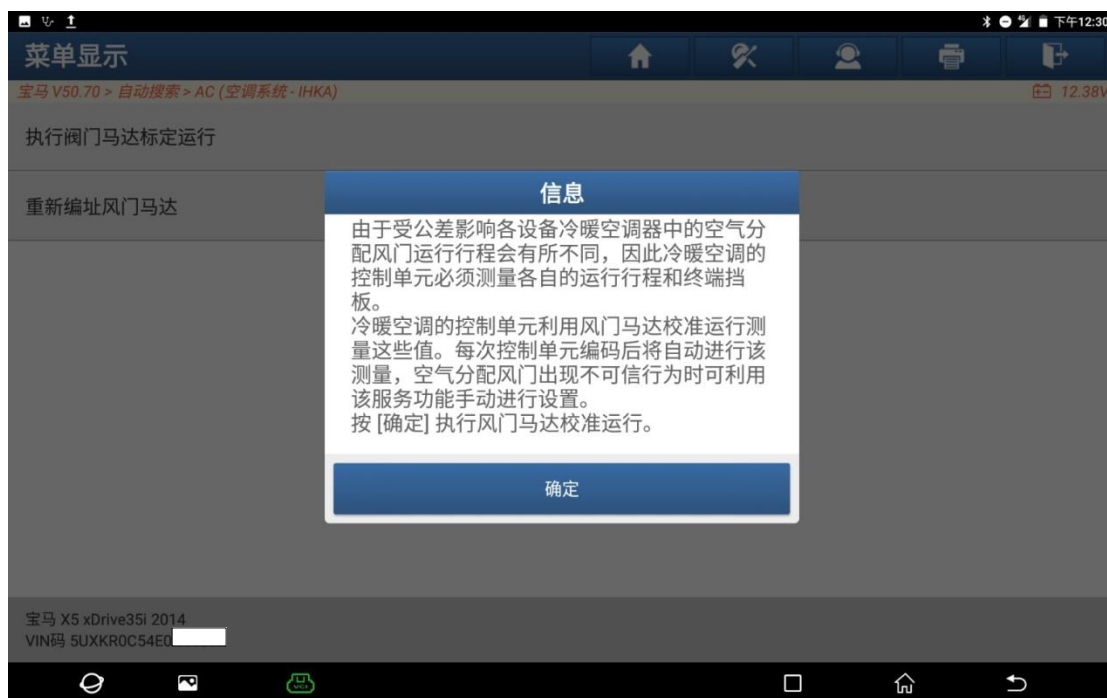 下午12:30
菜单显示
宝马 V50.70 > 自动搜索 > AC (空调系统 - IHKA)
12.38V
执行阀门马达标定运行
重新编址风门马达
信息
由于受公差影响各设备冷暖空调器中的空气分
配风门运行行程会有所不同，因此冷暖空调的
控制单元必须测量各自的运行行程和终端挡
板。
冷暖空调的控制单元利用风门马达校准运行测
量这些值。每次控制单元编码后将自动进行该
测量，空气分配风门出现不可信行为时可利用
该服务功能手动进行设置。
按 [确定] 执行风门马达校准运行。
确定
宝马 X5 xDrive35i 2014
VIN码 5UXKR0C54E0
VCI